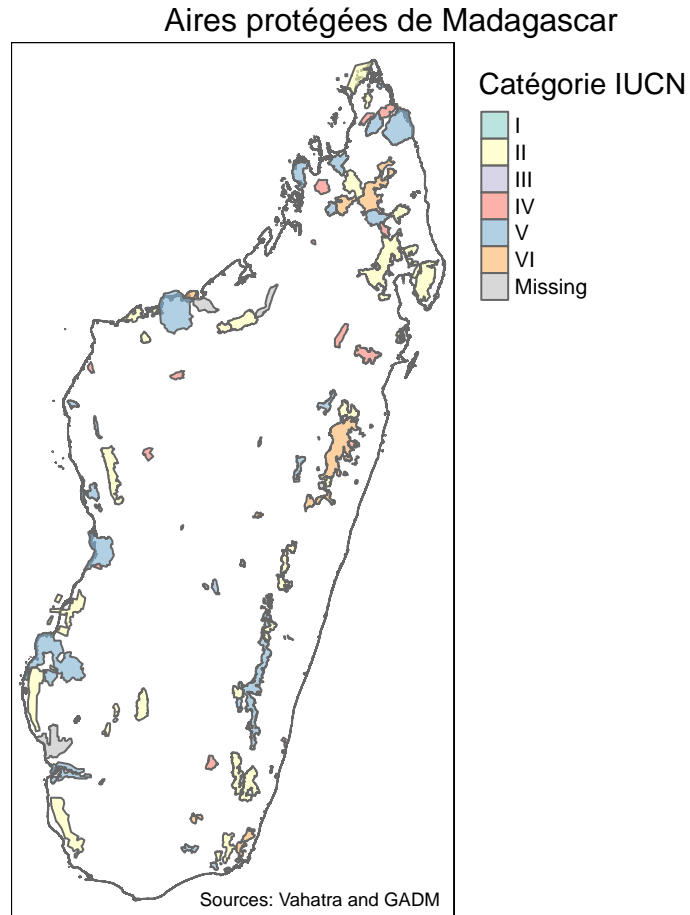 Aires protégées de Madagascar
Catégorie IUCN
I
II
III
IV
V
VI
Missing
Sources: Vahatra and GADM